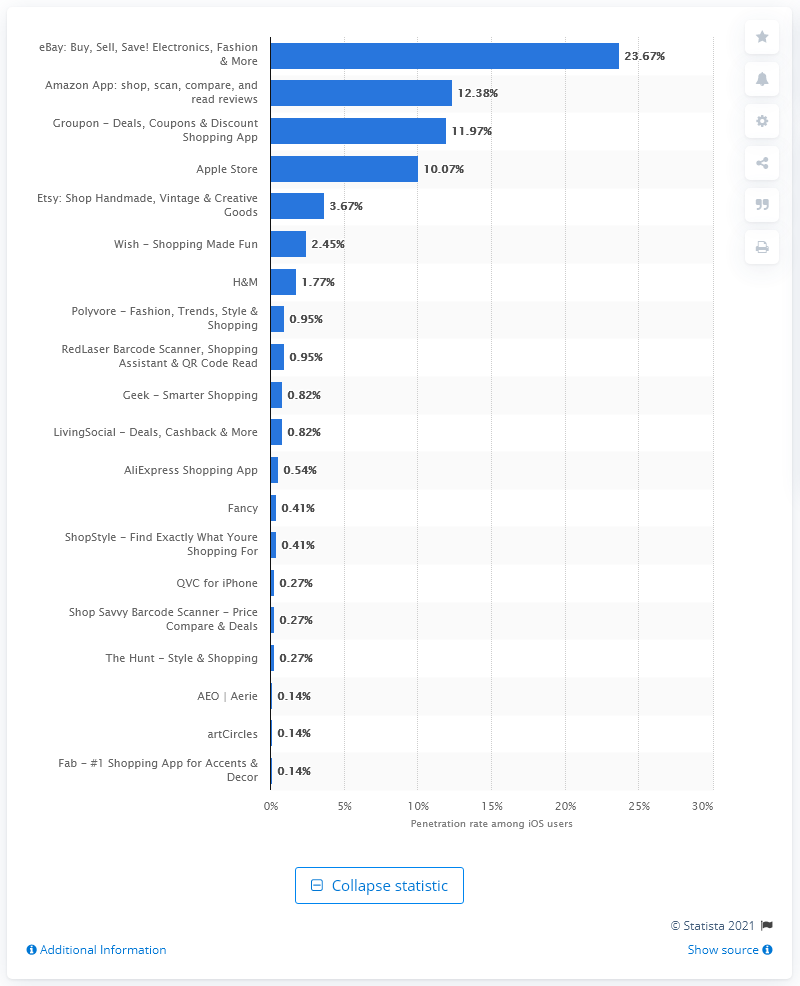 eBay: Buy, Sell, Save! Electronics, Fashion
& More
23.67%
Amazon App: shop, scan, compare, and
read reviews
12.38%
Groupon - Deals, Coupons & Discount
Shopping App
11.97%
Apple Store
10.07%
Etsy: Shop Handmade, Vintage & Creative
Goods
3.67%
Wish - Shopping Made Fun
2.45%
H&M
1.77%
Polyvore - Fashion, Trends, Style &
Shopping
0.95%
RedLaser Barcode Scanner, Shopping
Assistant & QR Code Read
0.95%
Geek - Smarter Shopping
0.82%
LivingSocial - Deals, Cashback & More
0.82%
AliExpress Shopping App
0.54%
Fancy
0.41%
ShopStyle - Find Exactly What Youre
Shopping For
0.41%
QVC for iPhone
0.27%
Shop Savvy Barcode Scanner - Price
Compare & Deals
0.27%
The Hunt - Style & Shopping
0.27%
AEO | Aerie
0.14%
artCircles
0.14%
Fab - #1 Shopping App for Accents &
Decor
0.14%
0% 5% 10% 15% 20% 25% 30%
Penetration rate among iOS users
Collapse statistic
© Statista 2021
Additional Information
Show source